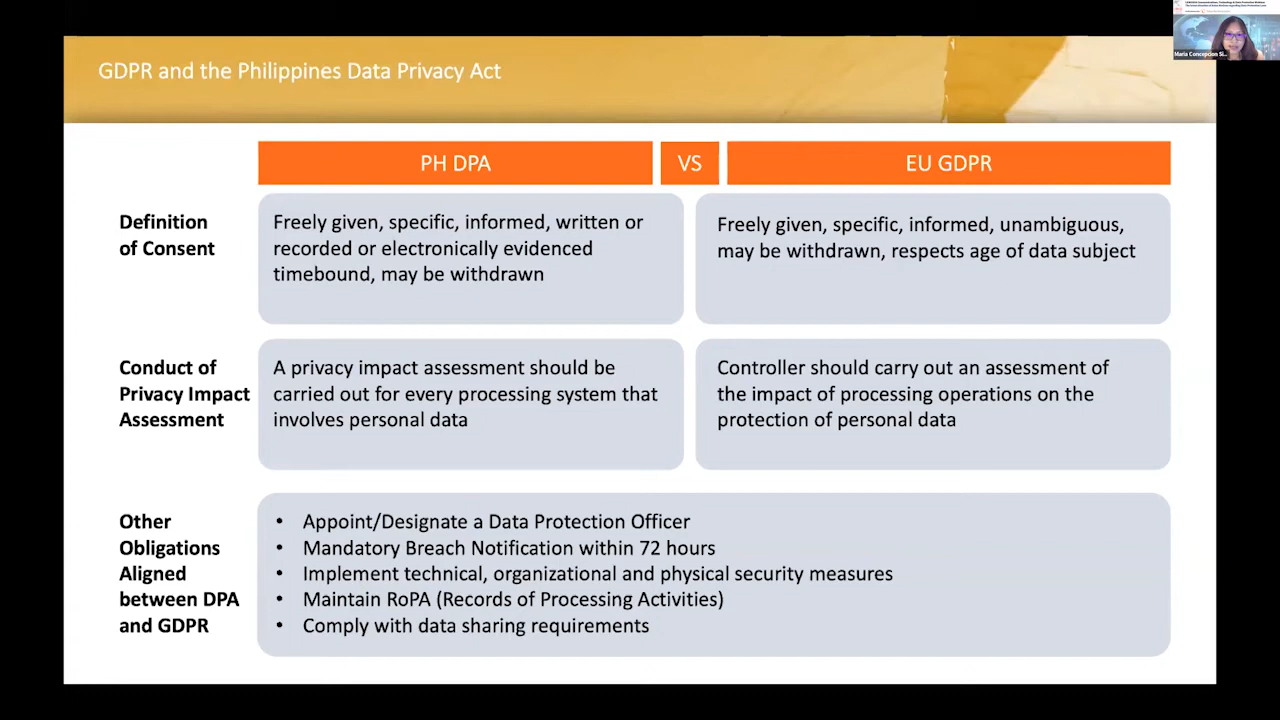 GDPR and the Philippines Data Privacy Act
PH DPA
VS
EU GDPR
Definition
of Consent
Freely given, specific, informed, written or
recorded or electronically evidenced
timebound, may be withdrawn
Freely given, specific, informed, unambiguous,
may be withdrawn, respects age of data subject
Conduct of
Privacy Impact
Assessment
A privacy impact assessment should be
carried out for every processing system that
involves personal data
Controller should carry out an assessment of
the impact of processing operations on the
protection of personal data
Other
Obligations
Aligned
between DPA
and GDPR
• Appoint/Designate a Data Protection Officer
• Mandatory Breach Notification within 72 hours
• Implement technical, organizational and physical security measures
• Maintain RoPA (Records of Processing Activities)
• Comply with data sharing requirements
Maria Concepcion Si...